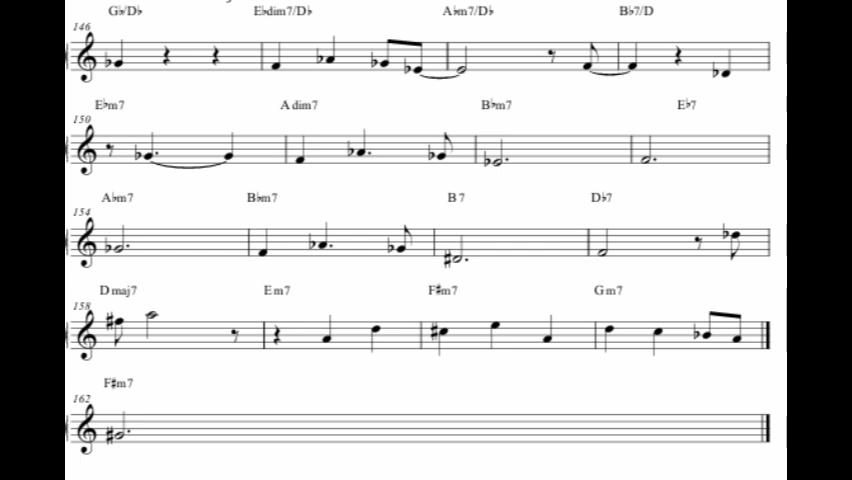 G♭/D♭ E♭dim7/D♭ A♭m7/D♭ B♭7/D
146
E♭m7 A dim7 B♭m7 E♭7
150
A♭m7 B♭m7 B 7 D♭7
154
D maj7 E m7 F♯m7 G m7
158
F♯m7
162